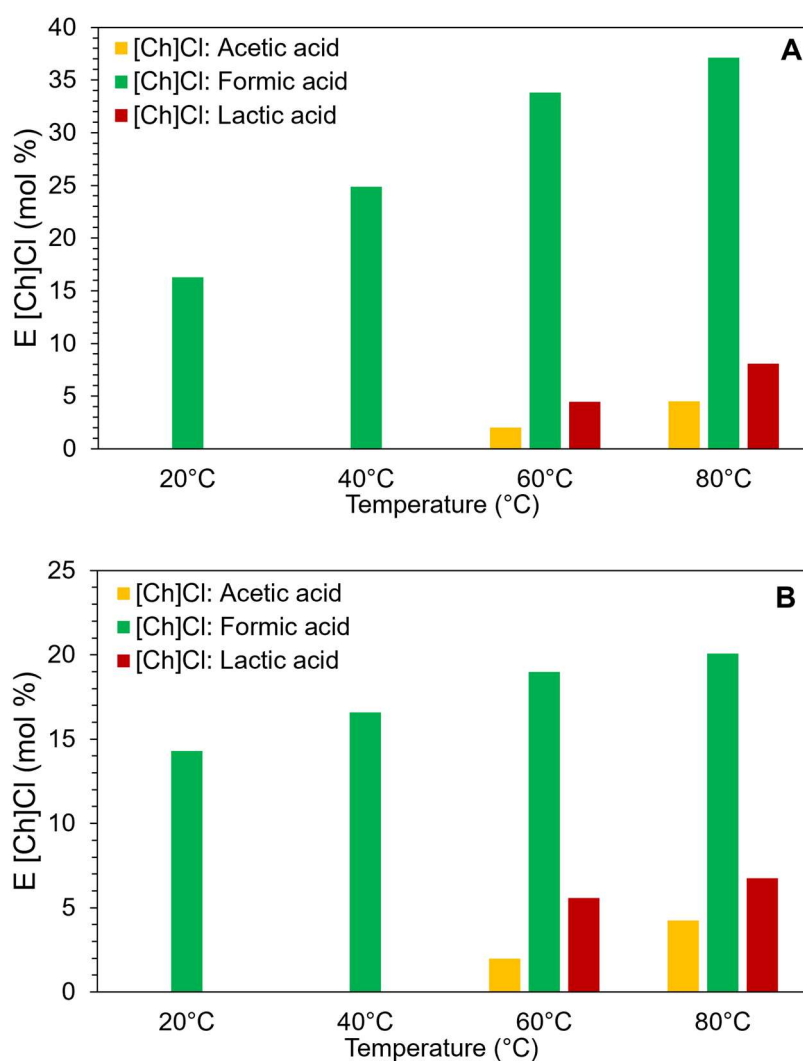 A
[Ch]Cl: Acetic acid
[Ch]Cl: Formic acid
[Ch]Cl: Lactic acid
E [Ch]Cl (mol %)
40
35
30
25
20
15
10
5
0
20°C 40°C 60°C 80°C
Temperature (°C)
B
[Ch]Cl: Acetic acid
[Ch]Cl: Formic acid
[Ch]Cl: Lactic acid
E [Ch]Cl (mol %)
25
20
15
10
5
0
20°C 40°C 60°C 80°C
Temperature (°C)